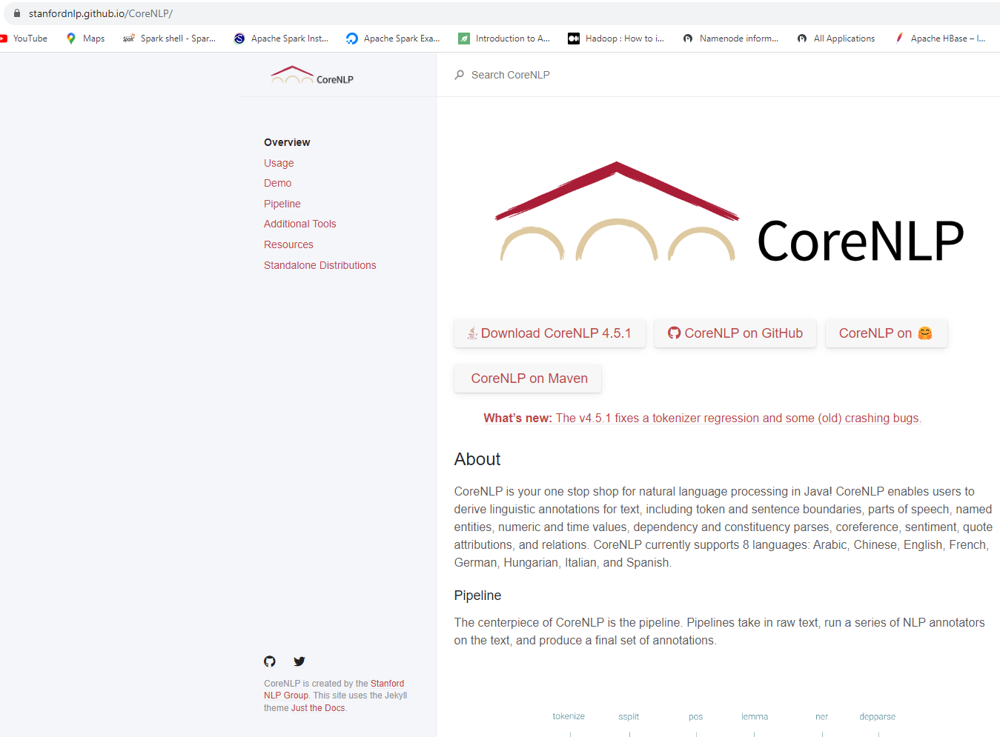 stanfordnlp.github.io/CoreNLP/
YouTube Maps Spark shell - Spar... Apache Spark Inst... Apache Spark Exa... Introduction to A... Hadoop : How to i... Namenode inform... All Applications Apache HBase – I...
CoreNLP
Search CoreNLP
Overview
Usage
Demo
Pipeline
Additional Tools
Resources
Standalone Distributions
CoreNLP is created by the Stanford
NLP Group. This site uses the Jekyll
theme Just the Docs.
CoreNLP
Download CoreNLP 4.5.1 CoreNLP on GitHub CoreNLP on 🤗
CoreNLP on Maven
What’s new: The v4.5.1 fixes a tokenizer regression and some (old) crashing bugs.
About
CoreNLP is your one stop shop for natural language processing in Java! CoreNLP enables users to
derive linguistic annotations for text, including token and sentence boundaries, parts of speech, named
entities, numeric and time values, dependency and constituency parses, coreference, sentiment, quote
attributions, and relations. CoreNLP currently supports 8 languages: Arabic, Chinese, English, French,
German, Hungarian, Italian, and Spanish.
Pipeline
The centerpiece of CoreNLP is the pipeline. Pipelines take in raw text, run a series of NLP annotators
on the text, and produce a final set of annotations.
tokenize ssplit pos lemma ner depparse